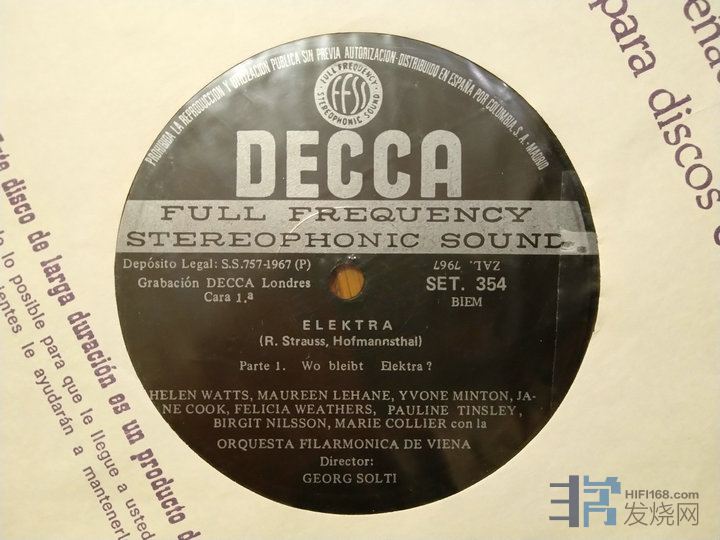 PROHIBIDA LA REPRODUCCION Y UTILIZACION PUBLICA SIN PREVIA AUTORIZACION-DISTRIBUIDO EN ESPAÑA POR COLUMBIA, S. A.-MADRID
FULL FREQUENCY
FFSS
STEREOPHONIC SOUND
DECCA
FULL FREQUENCY
STEREOPHONIC SOUND
Depósito Legal: S.S.757-1967 (P)
ZAL. 7967
Grabación DECCA Londres
SET. 354
Cara 1.ª
BIEM
ELEKTRA
(R. Strauss, Hofmannsthal)
Parte 1. Wo bleibt Elektra?
HELEN WATTS, MAUREEN LEHANE, YVONE MINTON, JA-
NE COOK, FELICIA WEATHERS, PAULINE TINSLEY,
BIRGIT NILSSON, MARIE COLLIER con la
ORQUESTA FILARMONICA DE VIENA
Director:
GEORG SOLTI
Este disco de larga duración es un producto d
lo posible para que le llegue a usted
ientes le ayudarán a
mantenerl
eña
para discos
HIFI168.com
发烧网